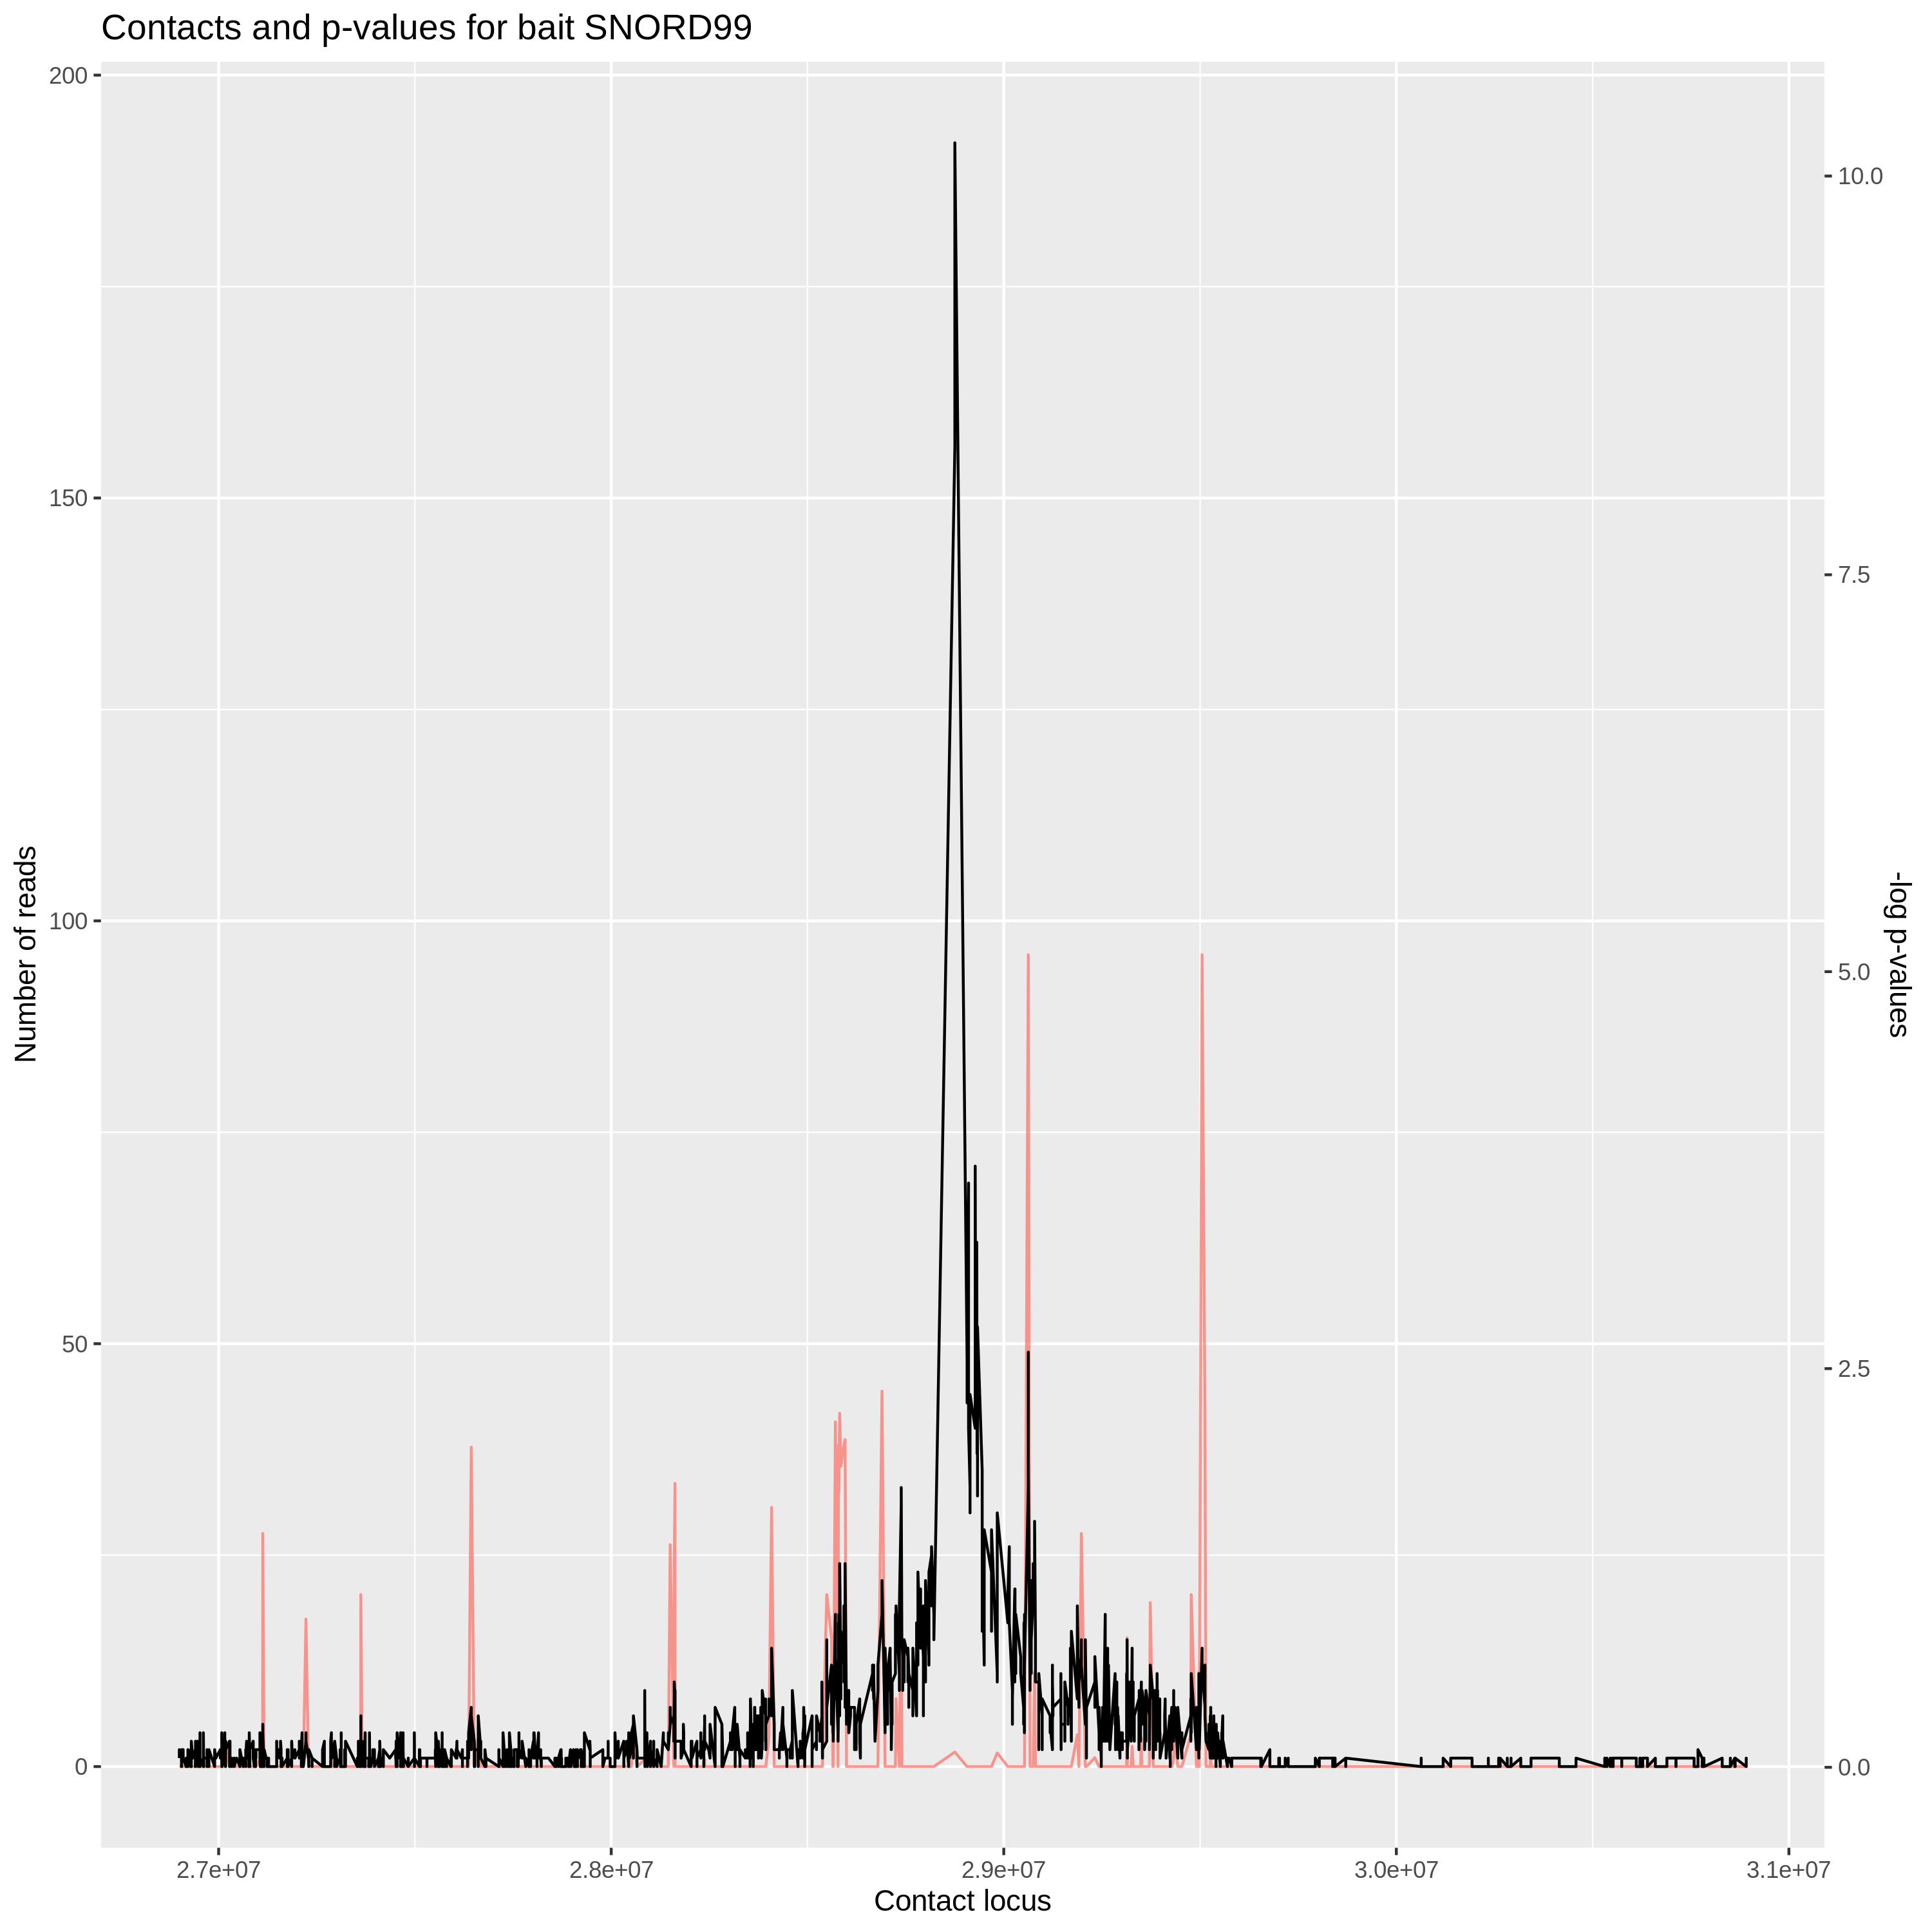 Contacts and p-values for bait SNORD99
200
150
100
50
0
Number of reads
10.0
7.5
5.0
2.5
0.0
-log p-values
2.7e+07
2.8e+07
2.9e+07
3.0e+07
3.1e+07
Contact locus